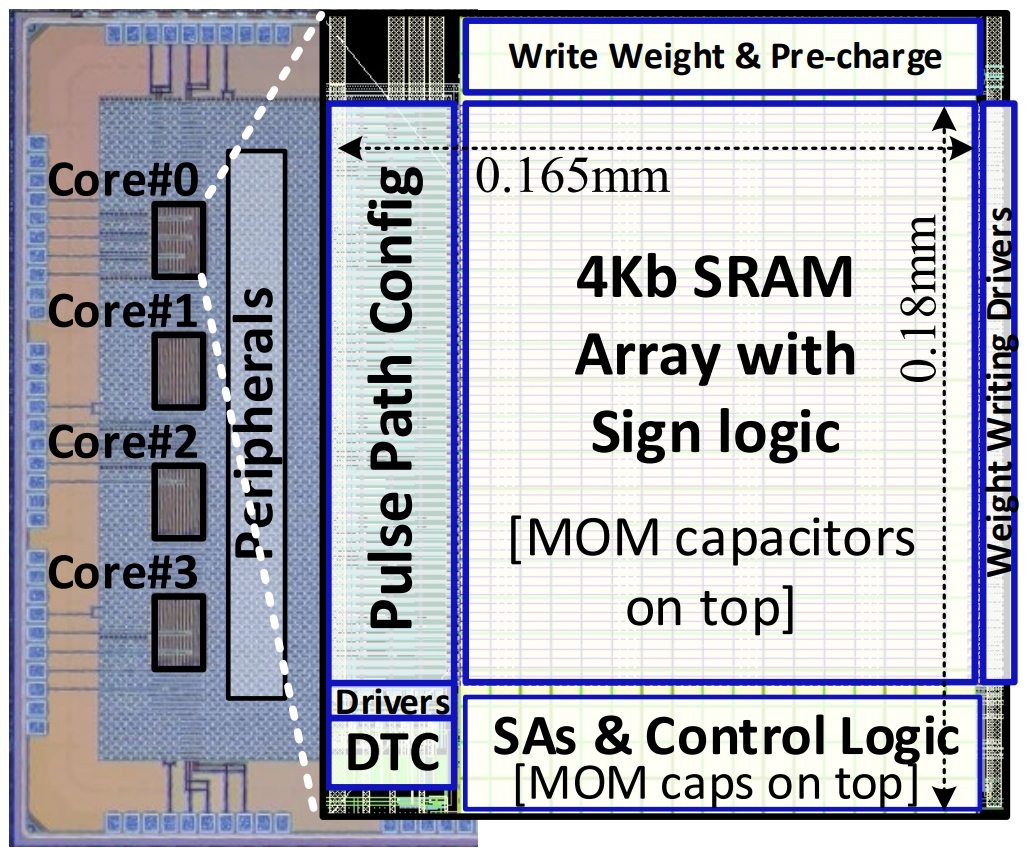 Core#0
Core#1
Core#2
Core#3
Peripherals
Write Weight & Pre-charge
Pulse Path Config
0.165mm
0.18mm
4Kb SRAM
Array with
Sign logic
[MOM capacitors
on top]
Weight Writing Drivers
Drivers
DTC
SAs & Control Logic
[MOM caps on top]